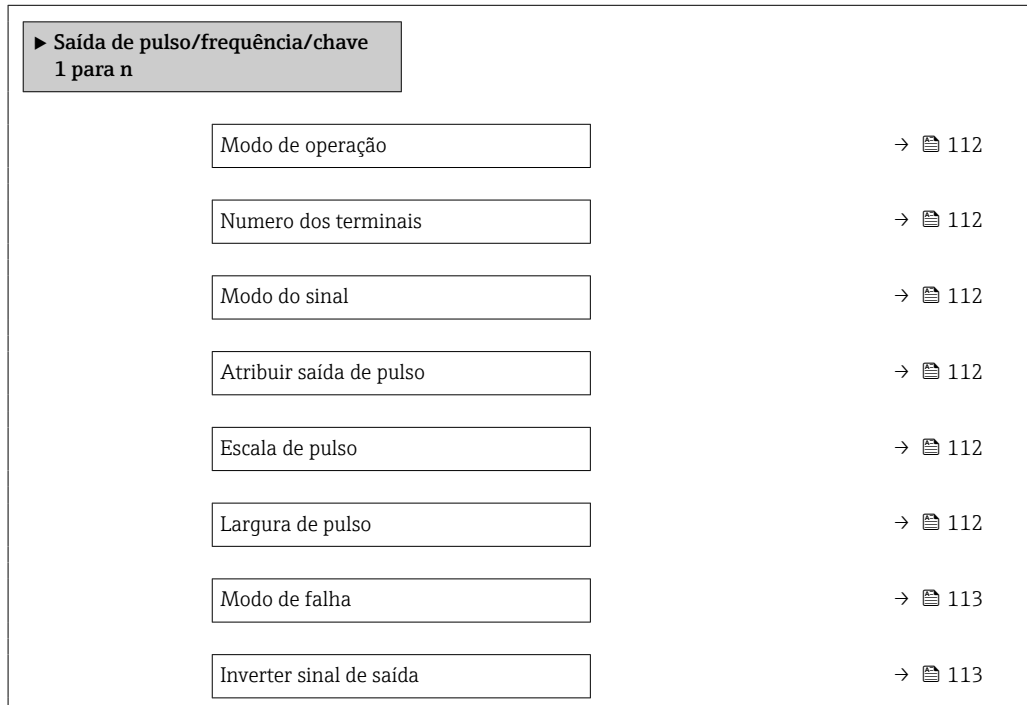 ▶ Saída de pulso/frequência/chave
1 para n
Modo de operação → 112
Numero dos terminais → 112
Modo do sinal → 112
Atribuir saída de pulso → 112
Escala de pulso → 112
Largura de pulso → 112
Modo de falha → 113
Inverter sinal de saída → 113